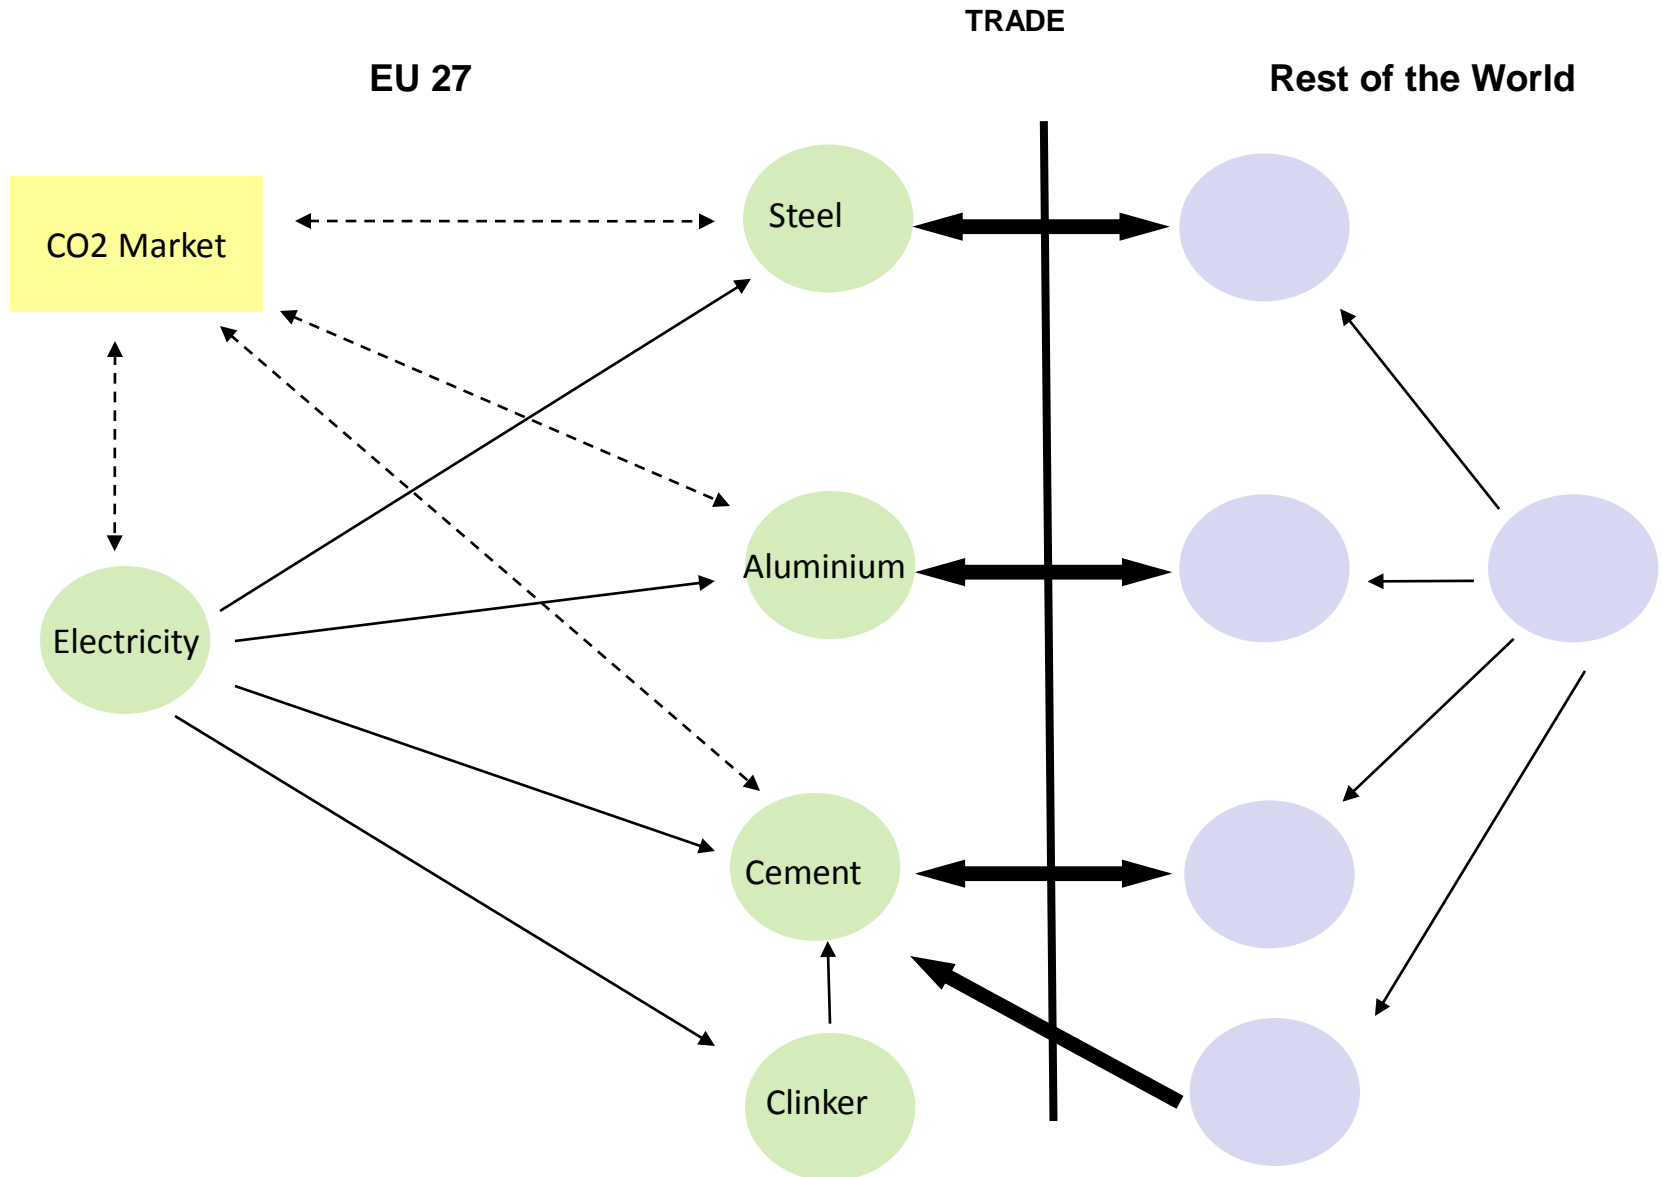 TRADE
EU 27
Rest of the World
Steel
CO2 Market
Aluminium
Electricity
Cement
Clinker